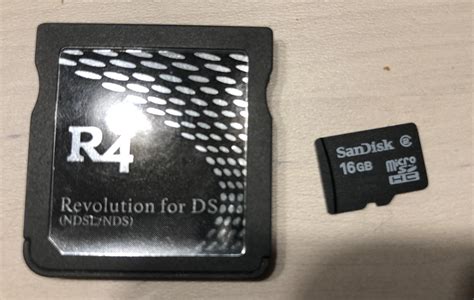 R4
Revolution for DS
(NDSL/NDS)
SanDisk
16GB
micro
SD
HC